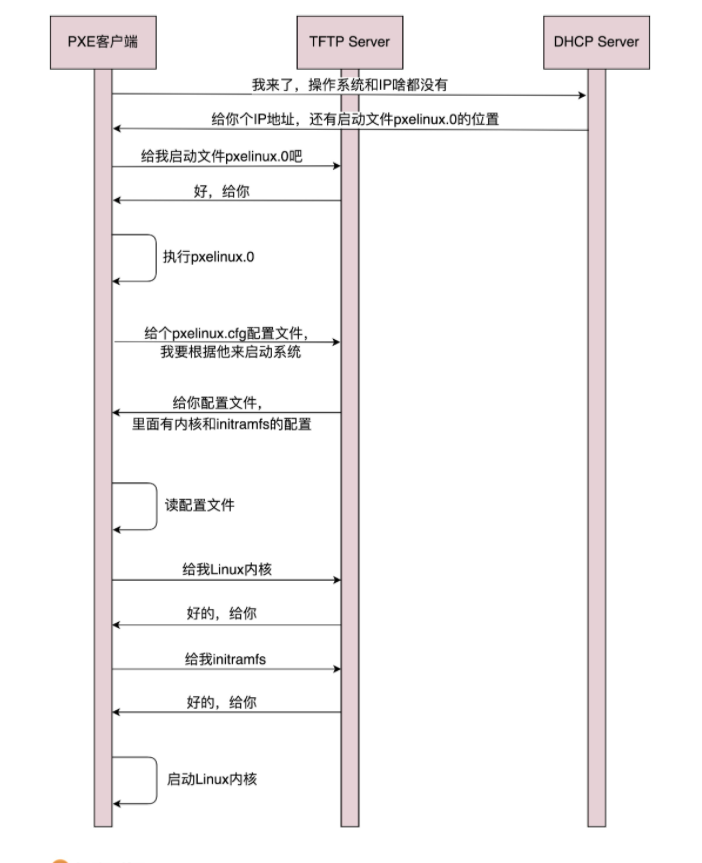 PXE客户端
TFTP Server
DHCP Server
我来了，操作系统和IP啥都没有
给你个IP地址，还有启动文件pxelinux.0的位置
给我启动文件pxelinux.0吧
好，给你
执行pxelinux.0
给个pxelinux.cfg配置文件，
我要根据他来启动系统
给你配置文件，
里面有内核和initramfs的配置
读配置文件
给我Linux内核
好的，给你
给我initramfs
好的，给你
启动Linux内核